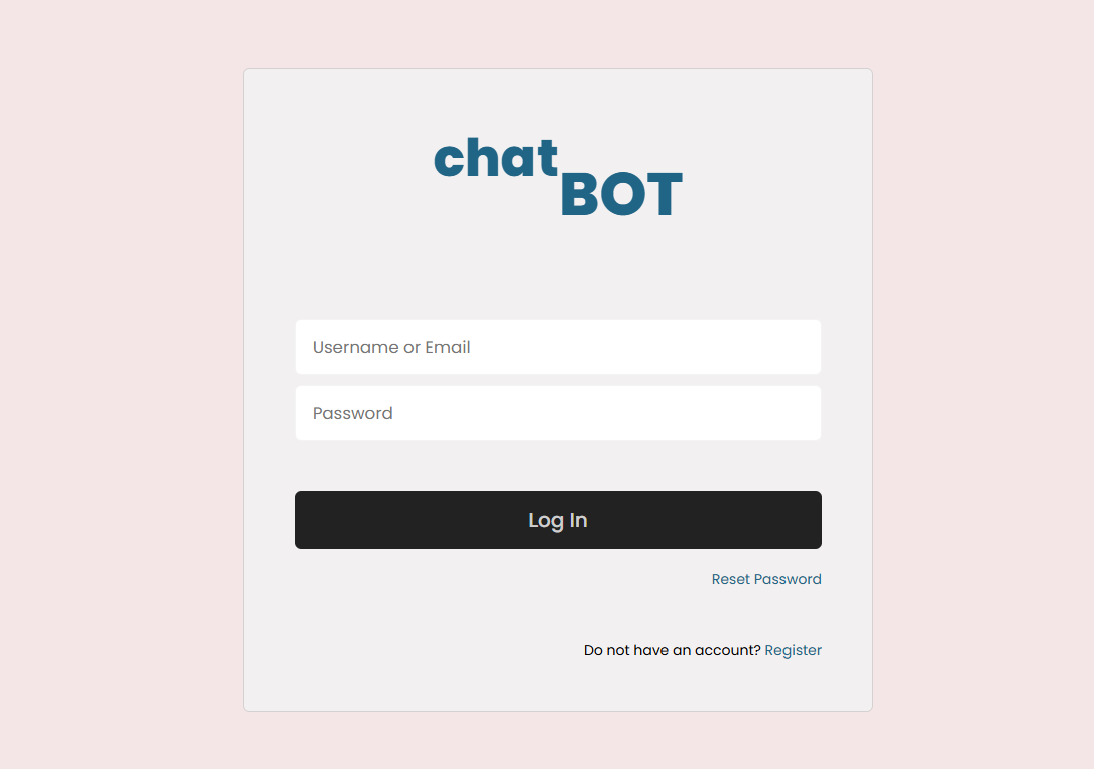 chat
BOT
Username or Email
Password
Log In
Reset Password
Do not have an account? Register